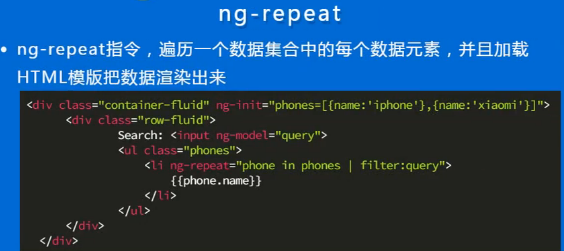 ng-repeat
• ng-repeat指令，遍历一个数据集合中的每个数据元素，并且加载
HTML模版把数据渲染出来
<div class="container-fluid" ng-init="phones=[{name:'iphone'},{name:'xiaomi'}]">
<div class="row-fluid">
Search: <input ng-model="query">
<ul class="phones">
<li ng-repeat="phone in phones | filter:query">
{{phone.name}}
</li>
</ul>
</div>
</div>